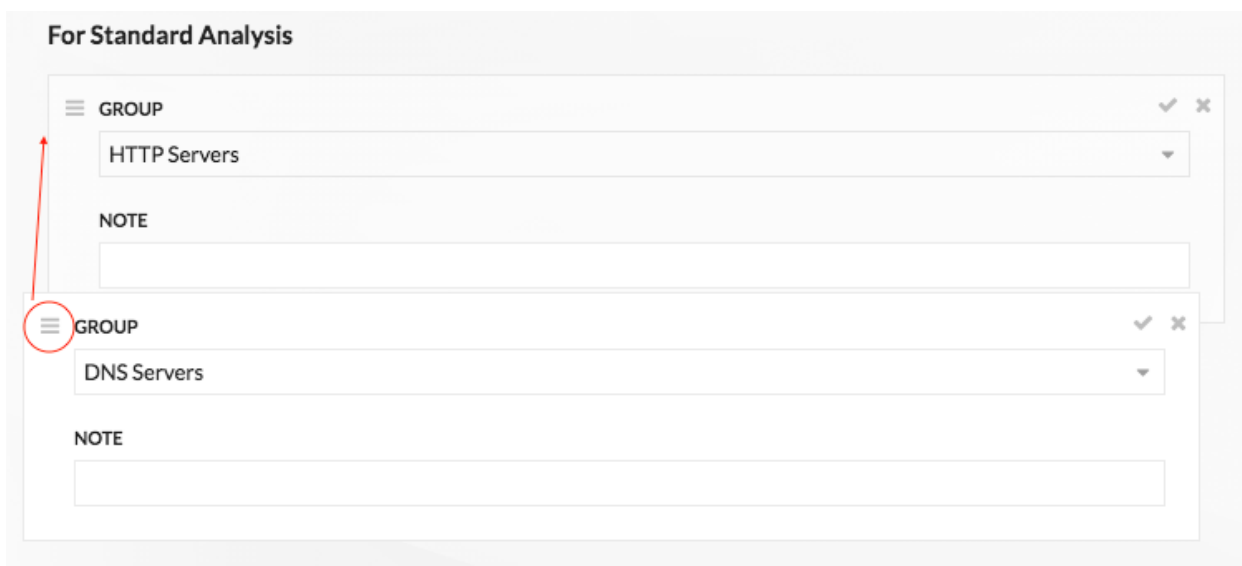 For Standard Analysis
GROUP
HTTP Servers
NOTE
GROUP
DNS Servers
NOTE